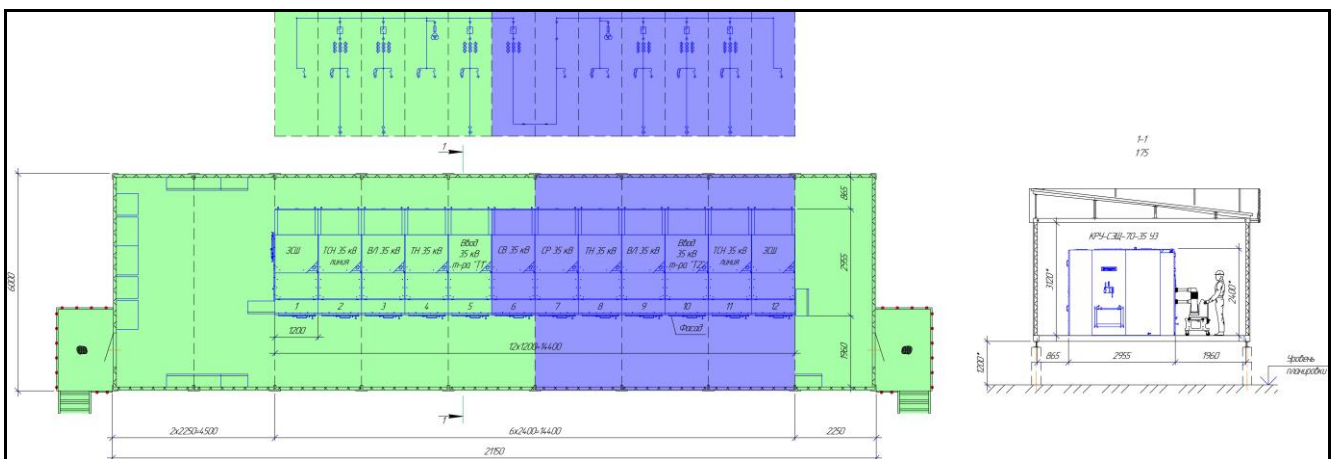 1
1-1
1:75
865
2955
1960
6000
ЗСШ
ТСН 35 кВ
линия
ВЛ 35 кВ
ТН 35 кВ
Ввод
35 кВ
т-ра "Т1"
СВ 35 кВ
СР 35 кВ
ТН 35 кВ
ВЛ 35 кВ
Ввод
35 кВ
т-ра "Т2"
ТСН 35 кВ
линия
ЗСШ
1 2 3 4 5 6 7 8 9 10 11 12
1200
Фасад
12х1200=14400
1
2х2250=4500
6х2400=14400
2250
21150
КРУ-СЭЩ-70-35 У3
3120*
2400*
1200*
865
2955
1960
Уровень
планировки